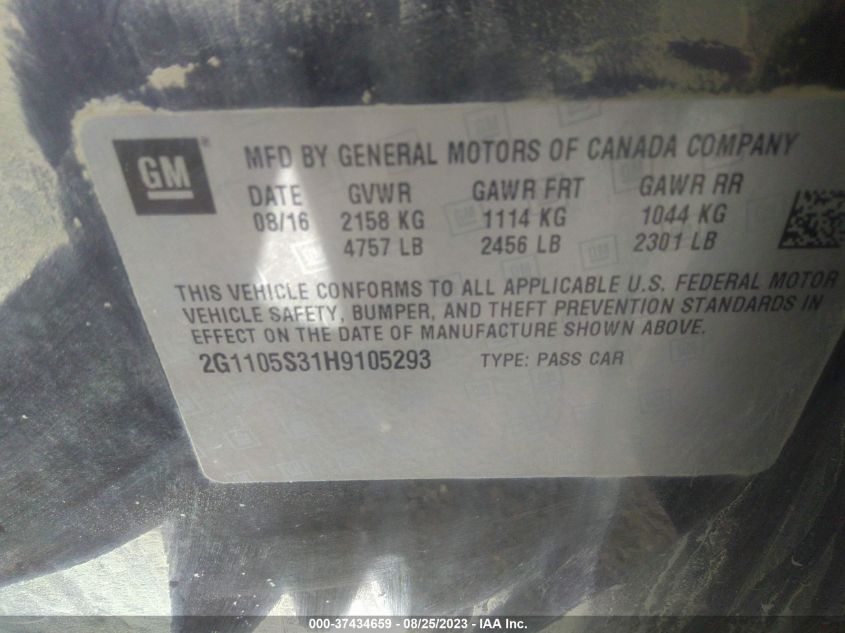 GM®
MFD BY GENERAL MOTORS OF CANADA COMPANY
DATE GVWR GAWR FRT GAWR RR
08/16 2158 KG 1114 KG 1044 KG
4757 LB 2456 LB 2301 LB
THIS VEHICLE CONFORMS TO ALL APPLICABLE U.S. FEDERAL MOTOR
VEHICLE SAFETY, BUMPER, AND THEFT PREVENTION STANDARDS IN
EFFECT ON THE DATE OF MANUFACTURE SHOWN ABOVE.
2G1105S31H9105293 TYPE: PASS CAR
000-37434659 - 08/25/2023 - IAA Inc.